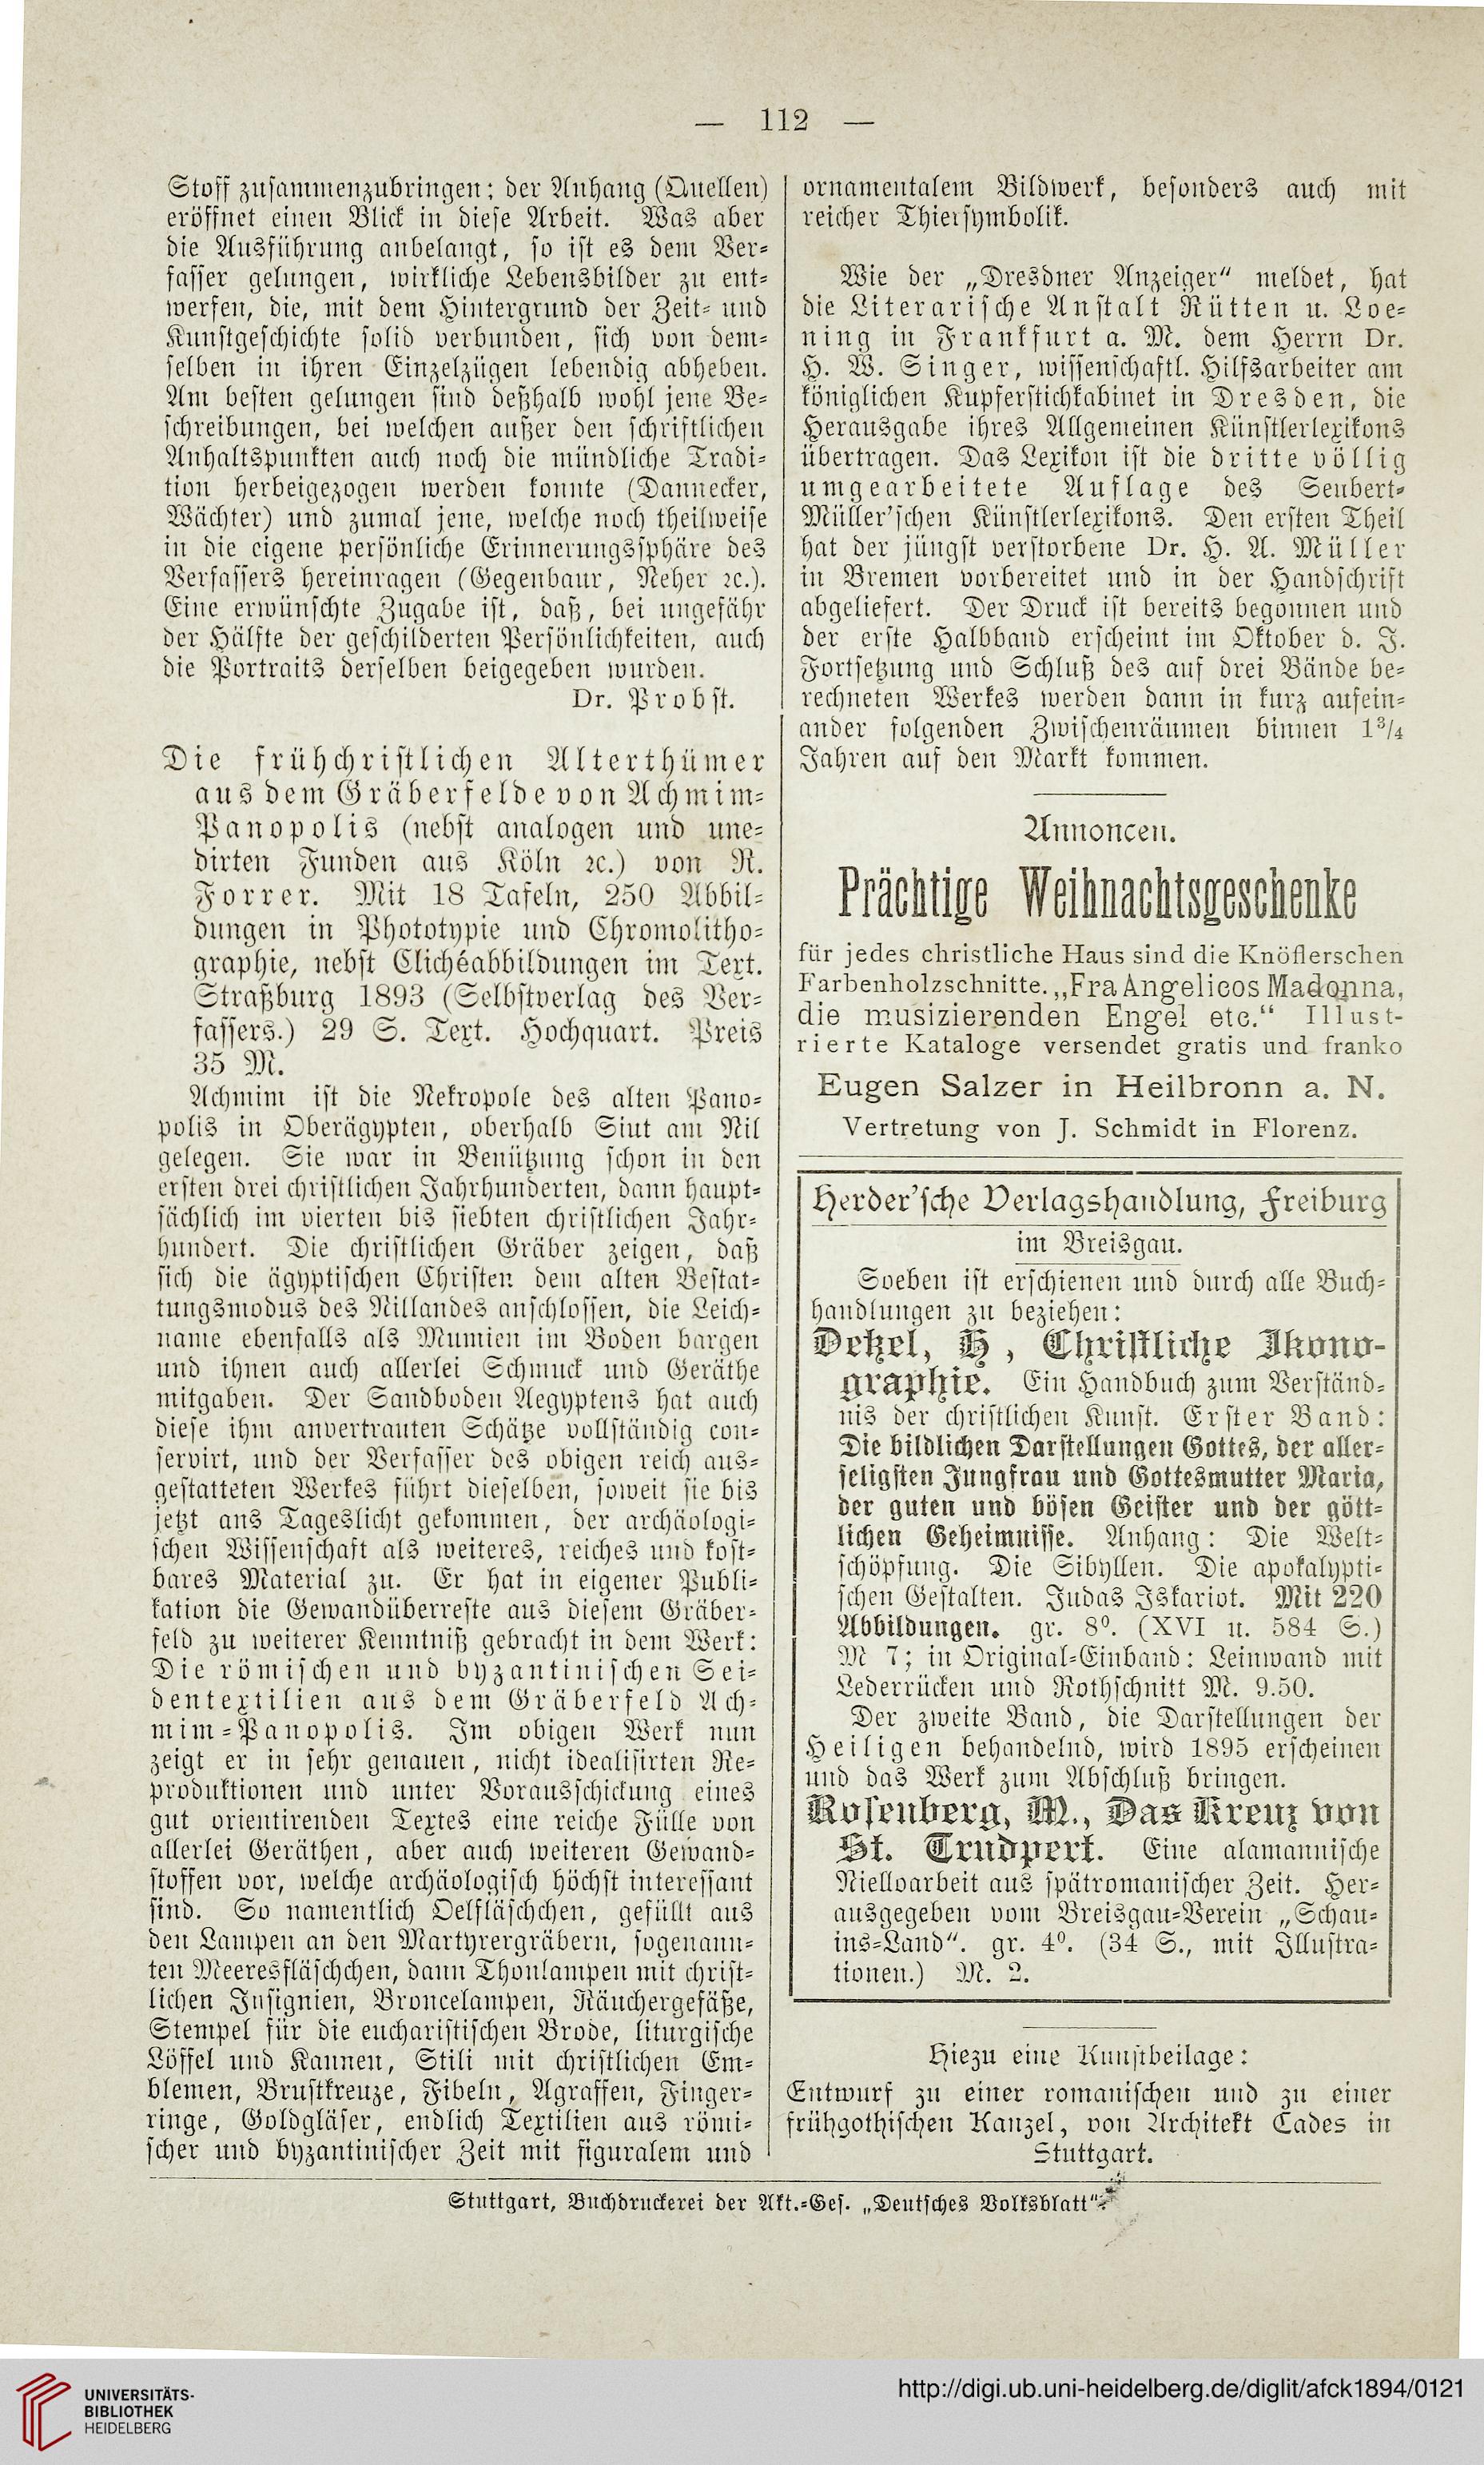 — 112 —
Stoff zusammenzubringen; der Anhang (Quellen)
eröffnet einen Blick in diese Arbeit. Was aber
die Ausführung anbelangt, so ist es dem Ver-
fasser gelungen, wirkliche Lebensbilder zu ent-
werfen, die, mit dem Hintergrund der Zeit- und
Kunstgeschichte solid verbunden, sich von dem-
selben in ihren Einzelzügen lebendig abheben.
Am besten gelungen sind deßhalb wohl jene Be-
schreibungen, bei welchen außer den schriftlichen
Anhaltspunkten auch noch die mündliche Tradi-
tion herbeigezogen werden konnte (Dannecker,
Wächter) und zumal jene, welche noch theilweise
in die eigene persönliche Erinnerungssphäre des
Verfassers hereinragen (Gegenbaur, Neher ꝛc.).
Eine erwünschte Zugabe ist, daß, bei ungefähr
der Hälfte der geschilderten Persönlichkeiten, auch
die Portraits derselben beigegeben wurden.
Dr. Probst.
Die frühchristlichen Alterthümer
aus dem Gräberfelde von Achmim-
Panopolis (nebst analogen und une-
dirten Funden aus Köln ꝛc.) von R.
Forrer. Mit 18 Tafeln, 250 Abbil-
dungen in Phototypie und Chromolitho-
graphie, nebst Clichéabbildungen im Text.
Straßburg 1893 (Selbstverlag des Ver-
fassers.) 29 S. Text. Hochquart. Preis
35 M.
Achmim ist die Nekropole des alten Pano-
polis in Oberägypten, oberhalb Siut am Nil
gelegen. Sie war in Benützung schon in den
ersten drei christlichen Jahrhunderten, dann haupt-
sächlich im vierten bis siebten christlichen Jahr-
hundert. Die christlichen Gräber zeigen, daß
sich die ägyptischen Christen dem alten Bestat-
tungsmodus des Nillandes anschlossen, die Leich-
name ebenfalls als Mumien im Boden bargen
und ihnen auch allerlei Schmuck und Geräthe
mitgaben. Der Sandboden Aegyptens hat auch
diese ihm anvertrauten Schätze vollständig con-
servirt, und der Verfasser des obigen reich aus-
gestatteten Werkes führt dieselben, soweit sie bis
jetzt ans Tageslicht gekommen, der archäologi-
schen Wissenschaft als weiteres, reiches und kost-
bares Material zu. Er hat in eigener Publi-
kation die Gewandüberreste aus diesem Gräber-
feld zu weiterer Kenntniß gebracht in dem Werk:
Die römischen und byzantinischen Sei-
dentextilien aus dem Gräberfeld Ach-
mim-Panopolis. Im obigen Werk nun
zeigt er in sehr genauen, nicht idealisirten Re-
produktionen und unter Vorausschickung eines
gut orientirenden Textes eine reiche Fülle von
allerlei Geräthen, aber auch weiteren Gewand-
stoffen vor, welche archäologisch höchst interessant
sind. So namentlich Oelfläschchen, gefüllt aus
den Lampen an den Martyrergräbern, sogenann-
ten Meeresfläschchen, dann Thonlampen mit christ-
lichen Insignien, Broncelampen, Räuchergefäße,
Stempel für die eucharistischen Brode, liturgische
Löffel und Kannen, Stili mit christlichen Em-
blemen, Brustkreuze, Fibeln, Agraffen, Finger-
ringe, Goldgläser, endlich Textilien aus römi-
scher und byzantinischer Zeit mit figuralem und
ornamentalem Bildwerk, besonders auch mit
reicher Thiersymbolik.
Wie der „Dresdner Anzeiger" meldet, hat
die Literarische Anstalt Rütten u. Loe-
ning in Frankfurt a. M. dem Herrn Dr.
H. W. Singer, wissenschaftl. Hilfsarbeiter am
königlichen Kupferstichkabinet in Dresden, die
Herausgabe ihres Allgemeinen Künstlerlexikons
übertragen. Das Lexikon ist die dritte völlig
umgearbeitete Auflage des Seubert-
Müller'schen Künstlerlexikons. Den ersten Theil
hat der jüngst verstorbene Dr. H. A. Müller
in Bremen vorbereitet und in der Handschrift
abgeliefert. Der Druck ist bereits begonnen und
der erste Halbband erscheint im Oktober d. J.
Fortsetzung und Schluß des auf drei Bände be-
rechneten Werkes werden dann in kurz aufein-
ander folgenden Zwischenräumen binnen 1³/₄
Jahren auf den Markt kommen.
Annoncen.
Prächtige Weihnachtsgeschenke
für jedes christliche Haus sind die Knöflerschen
Farbenholzschnitte. „Fra Angelicos Madonna,
die musizierenden Engel etc." Illust-
rierte Kataloge versendet gratis und franko
Eugen Salzer in Heilbronn a. N.
Vertretung von J. Schmidt in Florenz.
Herder'sche Verlagshandlung, Freiburg
im Breisgau.
Soeben ist erschienen und durch alle Buch-
handlungen zu beziehen:
Detzel, H, Christliche Ikono-
graphie. Ein Handbuch zum Verständ-
nis der christlichen Kunst. Erster Band:
Die bildlichen Darstellungen Gottes, der aller-
seligsten Jungfrau und Gottesmutter Maria,
der guten und bösen Geister und der gött-
lichen Geheimnisse. Anhang: Die Welt-
schöpfung. Die Sibyllen. Die apokalypti-
schen Gestalten. Judas Iskariot. Mit 220
Abbildungen. gr. 8⁰. (XVI u. 584 S.)
M 7; in Original-Einband: Leinwand mit
Lederrücken und Rothschnitt M. 9.50.
Der zweite Band, die Darstellungen der
Heiligen behandelnd, wird 1895 erscheinen
und das Werk zum Abschluß bringen.
Rosenberg, M., Das Kreuz von
St. Trudpert. Eine alamannische
Nielloarbeit aus spätromanischer Zeit. Her-
ausgegeben vom Breisgau-Verein „Schau-
ins-Land". gr. 4⁰. (34 S., mit Illustra-
tionen.) M. 2.
Hiezu eine Kunstbeilage:
Entwurf zu einer romanischen und zu einer
frühgothischen Kanzel, von Architekt Cades in
Stuttgart.
Stuttgart, Buchdruckerei der Akt.-Ges. „Deutsches Volksblatt".
UNIVERSITÄTS-
BIBLIOTHEK
HEIDELBERG
http://digi.ub.uni-heidelberg.de/diglit/afck1894/0121